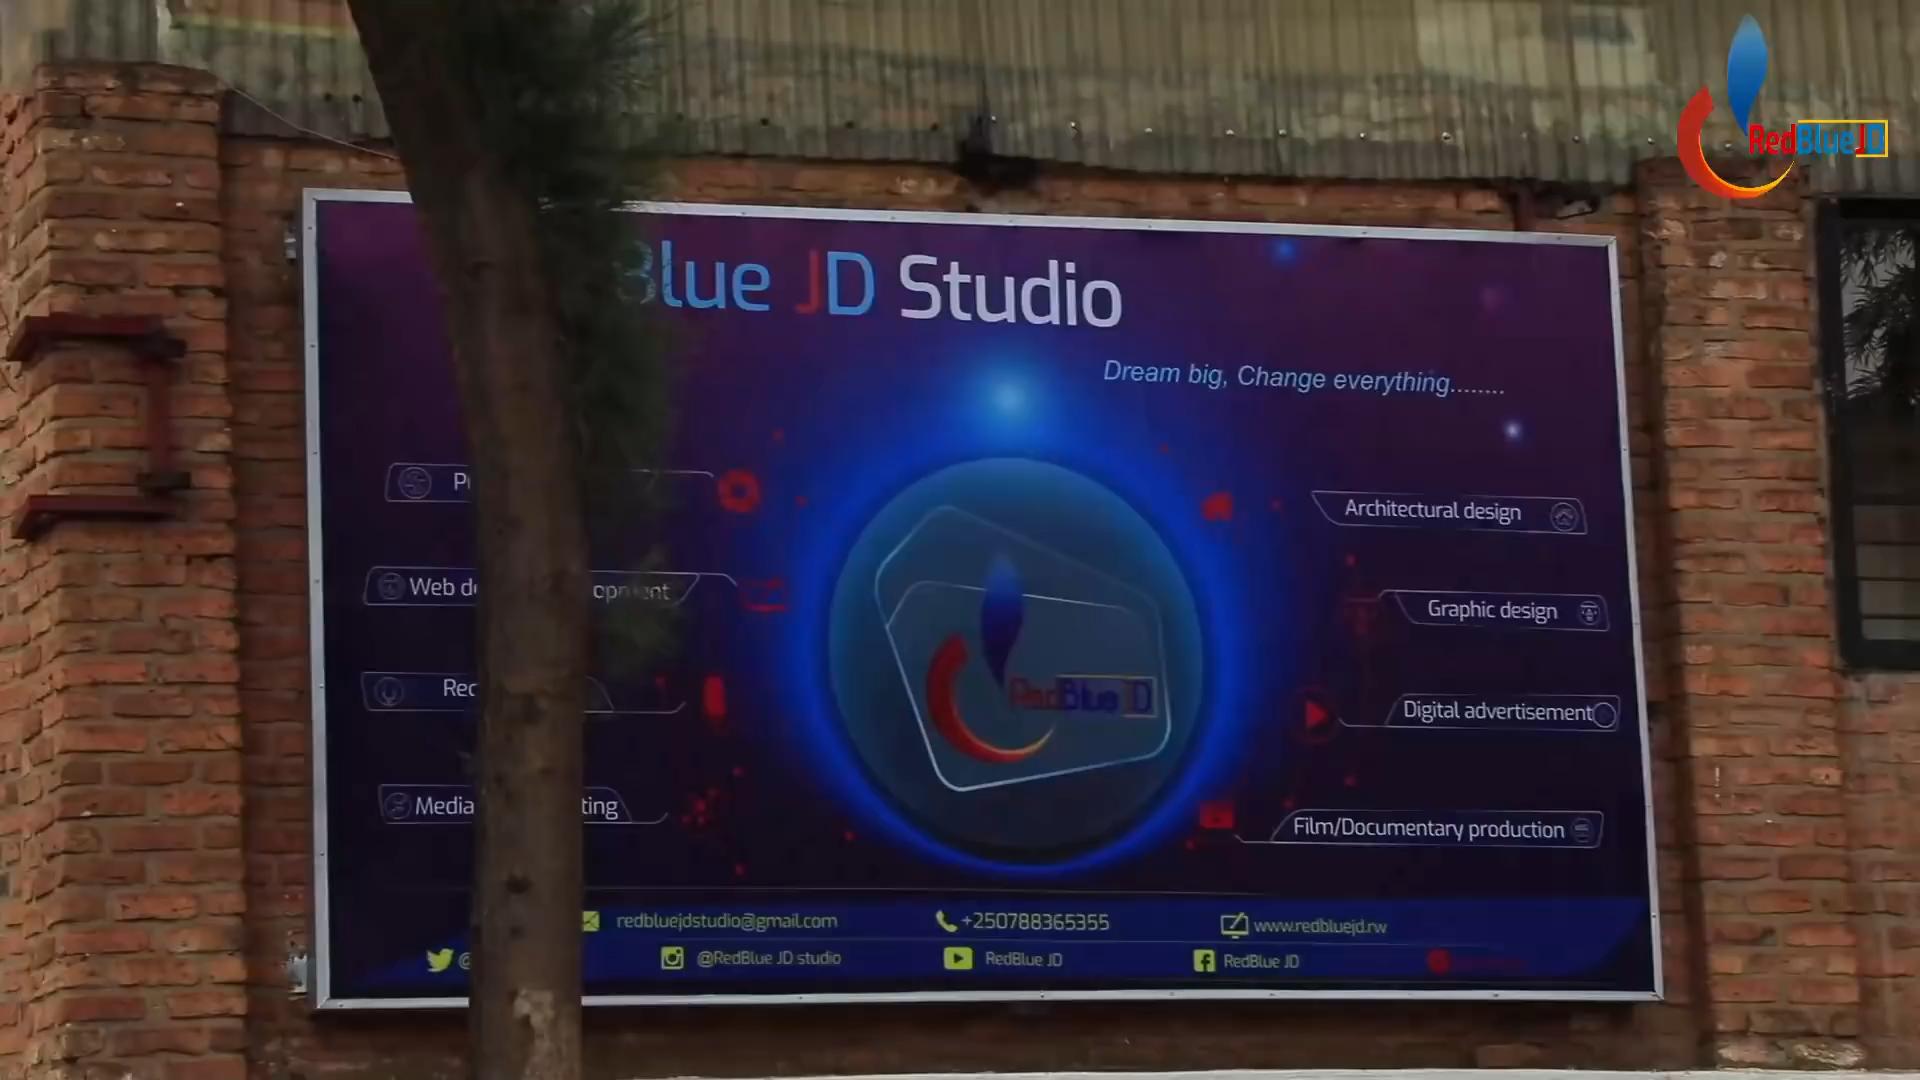 RedBlueJD
Blue JD Studio
Dream big, Change everything........
Architectural design
Web
Graphic design
Digital advertisement
Media
Film/Documentary production
RedBlue JD
redbluejdstudio@gmail.com +250788365355 www.redbluejd.rw
@RedBlue JD studio RedBlue JD RedBlue JD